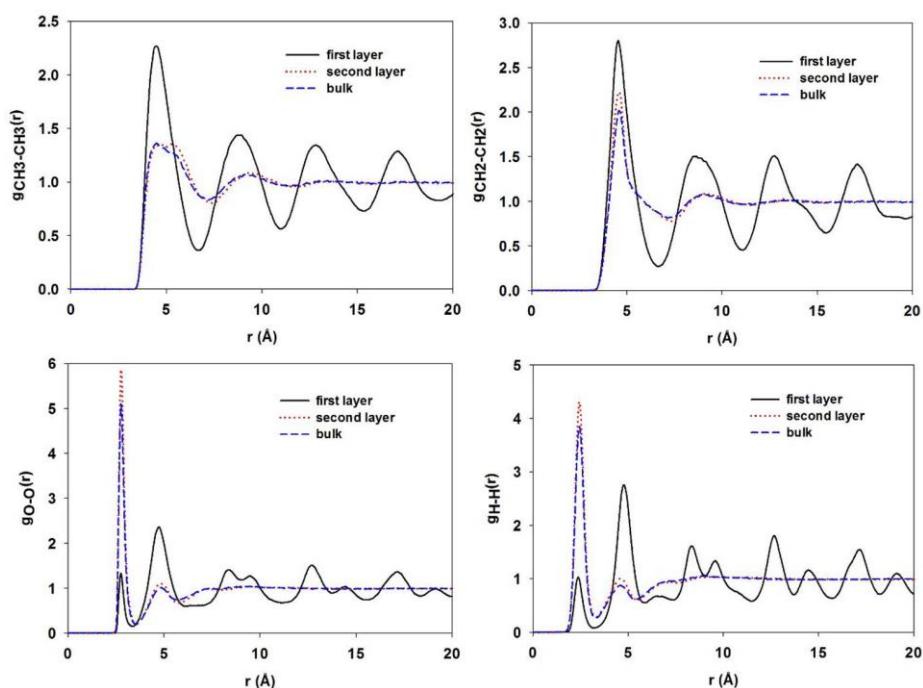 2.5
2.0
1.5
1.0
0.5
0.0
gCH3-CH3(r)
first layer
second layer
bulk
0 5 10 15 20
r (Å)
3.0
2.5
2.0
1.5
1.0
0.5
0.0
gCH2-CH2(r)
first layer
second layer
bulk
0 5 10 15 20
r (Å)
6
5
4
3
2
1
0
gO-O(r)
first layer
second layer
bulk
0 5 10 15 20
r (Å)
5
4
3
2
1
0
gH-H(r)
first layer
second layer
bulk
0 5 10 15 20
r (Å)